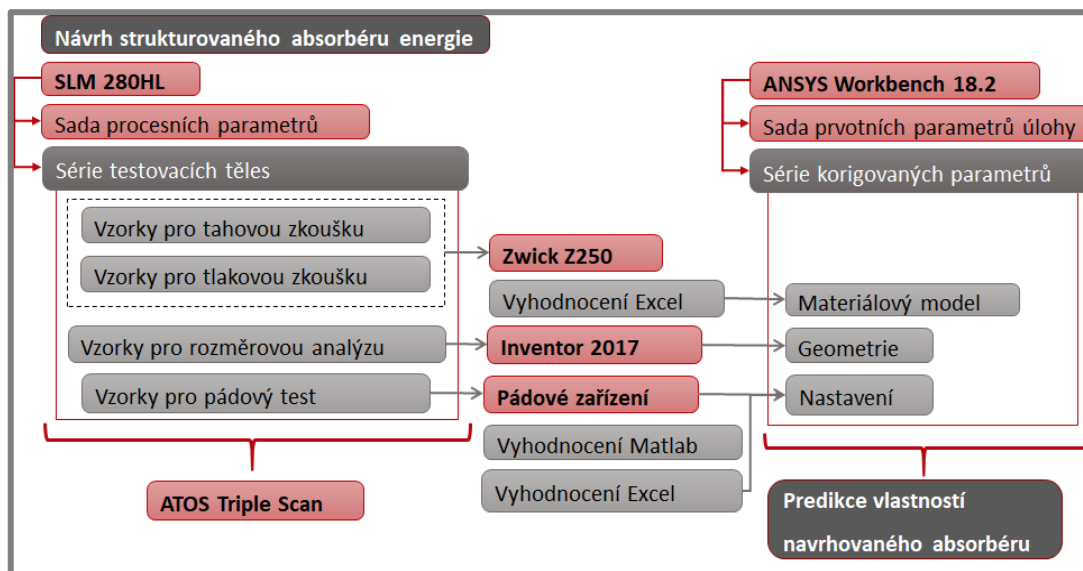 Návrh strukturovaného absorbéru energie
SLM 280HL
Sada procesních parametrů
Série testovacích těles
Vzorky pro tahovou zkoušku
Vzorky pro tlakovou zkoušku
Vzorky pro rozměrovou analýzu
Vzorky pro pádový test
ATOS Triple Scan
Zwick Z250
Vyhodnocení Excel
Inventor 2017
Pádové zařízení
Vyhodnocení Matlab
Vyhodnocení Excel
ANSYS Workbench 18.2
Sada prvotních parametrů úlohy
Série korigovaných parametrů
Materiálový model
Geometrie
Nastavení
Predikce vlastností
navrhovaného absorbéru